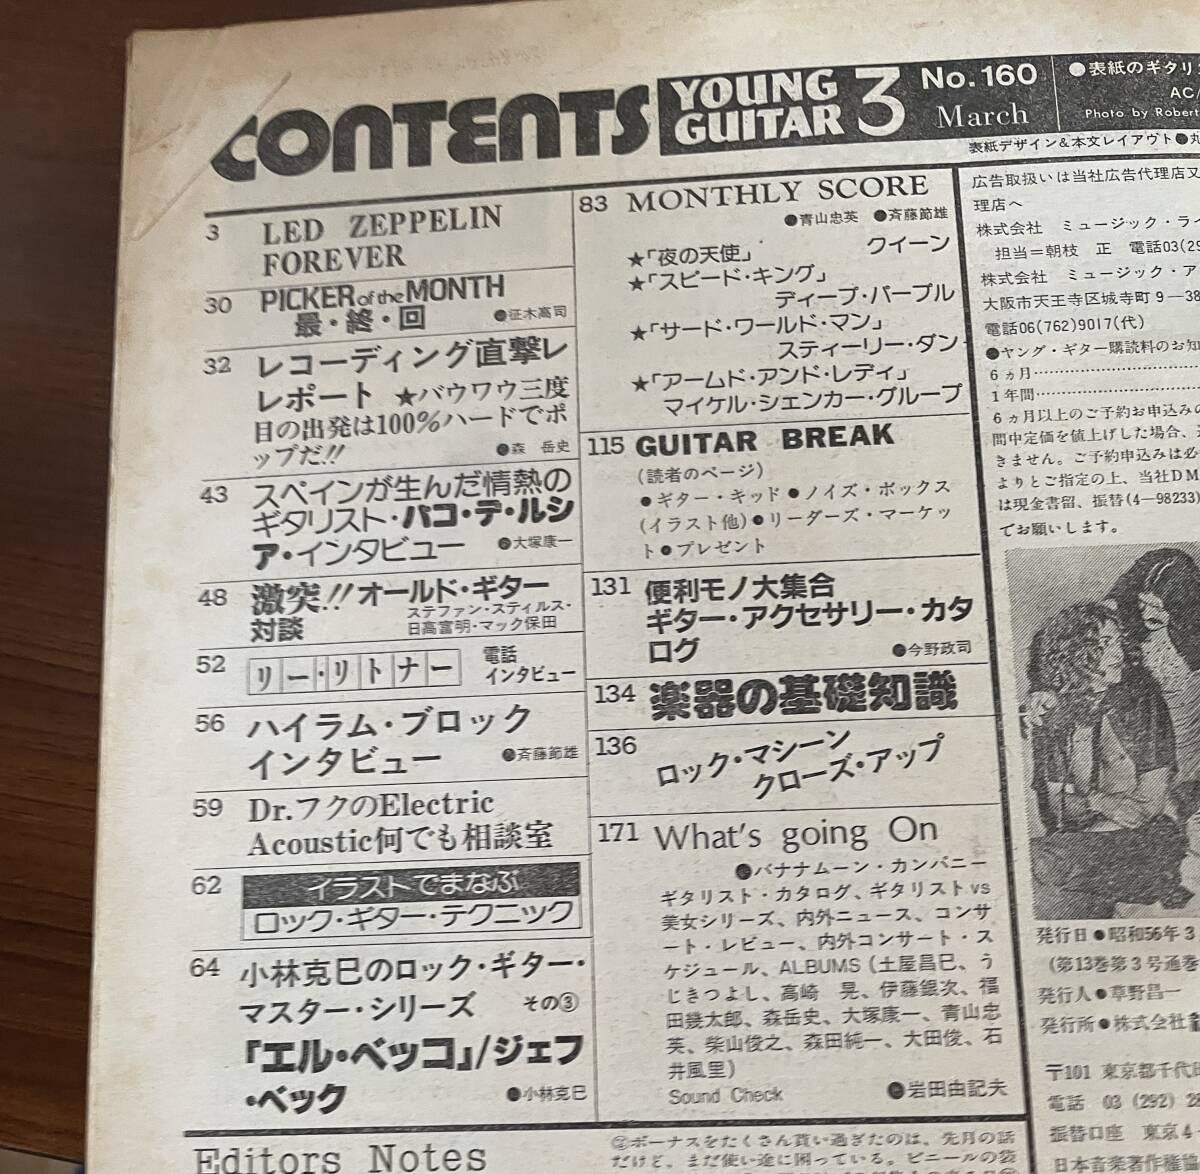 CONTENTS
YOUNG
GUITAR
3
No.160
March
●表紙のギタリ
AC/
Photo by Robert
表紙デザイン&本文レイアウト●
3 LED ZEPPELIN
FOREVER
30 PICKER of the MONTH
最・終・回 ●征木高司
32 レコーディング直撃レ
ポート ★バウワウ三度
目の出発は100%ハードでポ
ップだ!! ●森 岳史
43 スペインが生んだ情熱の
ギタリスト・パコ・デ・ルシ
ア・インタビュー ●大塚康一
48 激突!!オールド・ギター
対談
ステファン・スティルス・
日高富明・マック保田
52 リー・リトナー
電話
インタビュー
56 ハイラム・ブロック
インタビュー ●斉藤節雄
59 Dr.フクのElectric
Acoustic何でも相談室
62 イラストでまなぶ
ロック・ギター・テクニック
64 小林克巳のロック・ギター・
マスター・シリーズ その③
「エル・ベッコ」/ジェフ
・ベック ●小林克巳
83 MONTHLY SCORE
●青山忠英 ●斉藤節雄
★「夜の天使」 クイーン
★「スピード・キング」
ディープ・パープル
★「サード・ワールド・マン」
スティーリー・ダン
★「アームド・アンド・レディ」
マイケル・シェンカー・グループ
115 GUITAR BREAK
(読者のページ)
●ギター・キッド●ノイズ・ボックス
(イラスト他)●リーダーズ・マーケッ
ト●プレゼント
131 便利モノ大集合
ギター・アクセサリー・カタ
ログ ●今野政司
134 楽器の基礎知識
136 ロック・マシーン
クローズ・アップ
171 What's going On
●バナナムーン・カンパニー
ギタリスト・カタログ、ギタリストvs
美女シリーズ、内外ニュース、コンサ
ート・レビュー、内外コンサート・ス
ケジュール、ALBUMS(土屋昌巳、う
じきつよし、高崎 晃、伊藤銀次、福
田幾太郎、森岳史、大塚康一、青山忠
英、柴山俊之、森田純一、大田俊、石
井風里)
Sound Check ●岩田由記夫
広告取扱いは当社広告代理店又
理店へ
株式会社 ミュージック・ライ
担当=朝枝 正 電話03(29
株式会社 ミュージック・ア
大阪市天王寺区城寺町9―38
電話06(762)9017(代)
●ヤング・ギター購読料のお知
6ヵ月
1年間
6ヵ月以上のご予約お申込みの
間中定価を値上げした場合、
きません。ご予約申込みは必
よりとご指定の上、当社DM
は現金書留、振替(4―98233)
でお願いします。
発行日●昭和56年3
(第13巻第3号通巻
発行人●草野昌一
発行所●株式会社
〒101 東京都千代田
電話 03 (292) 28
振替口座 東京4-
日本音楽著作権協
Editors Notes
②ボーナスをたくさん貰い過ぎたのは、先月の話
だけど、まだ使い途に困っている。ビニールの袋